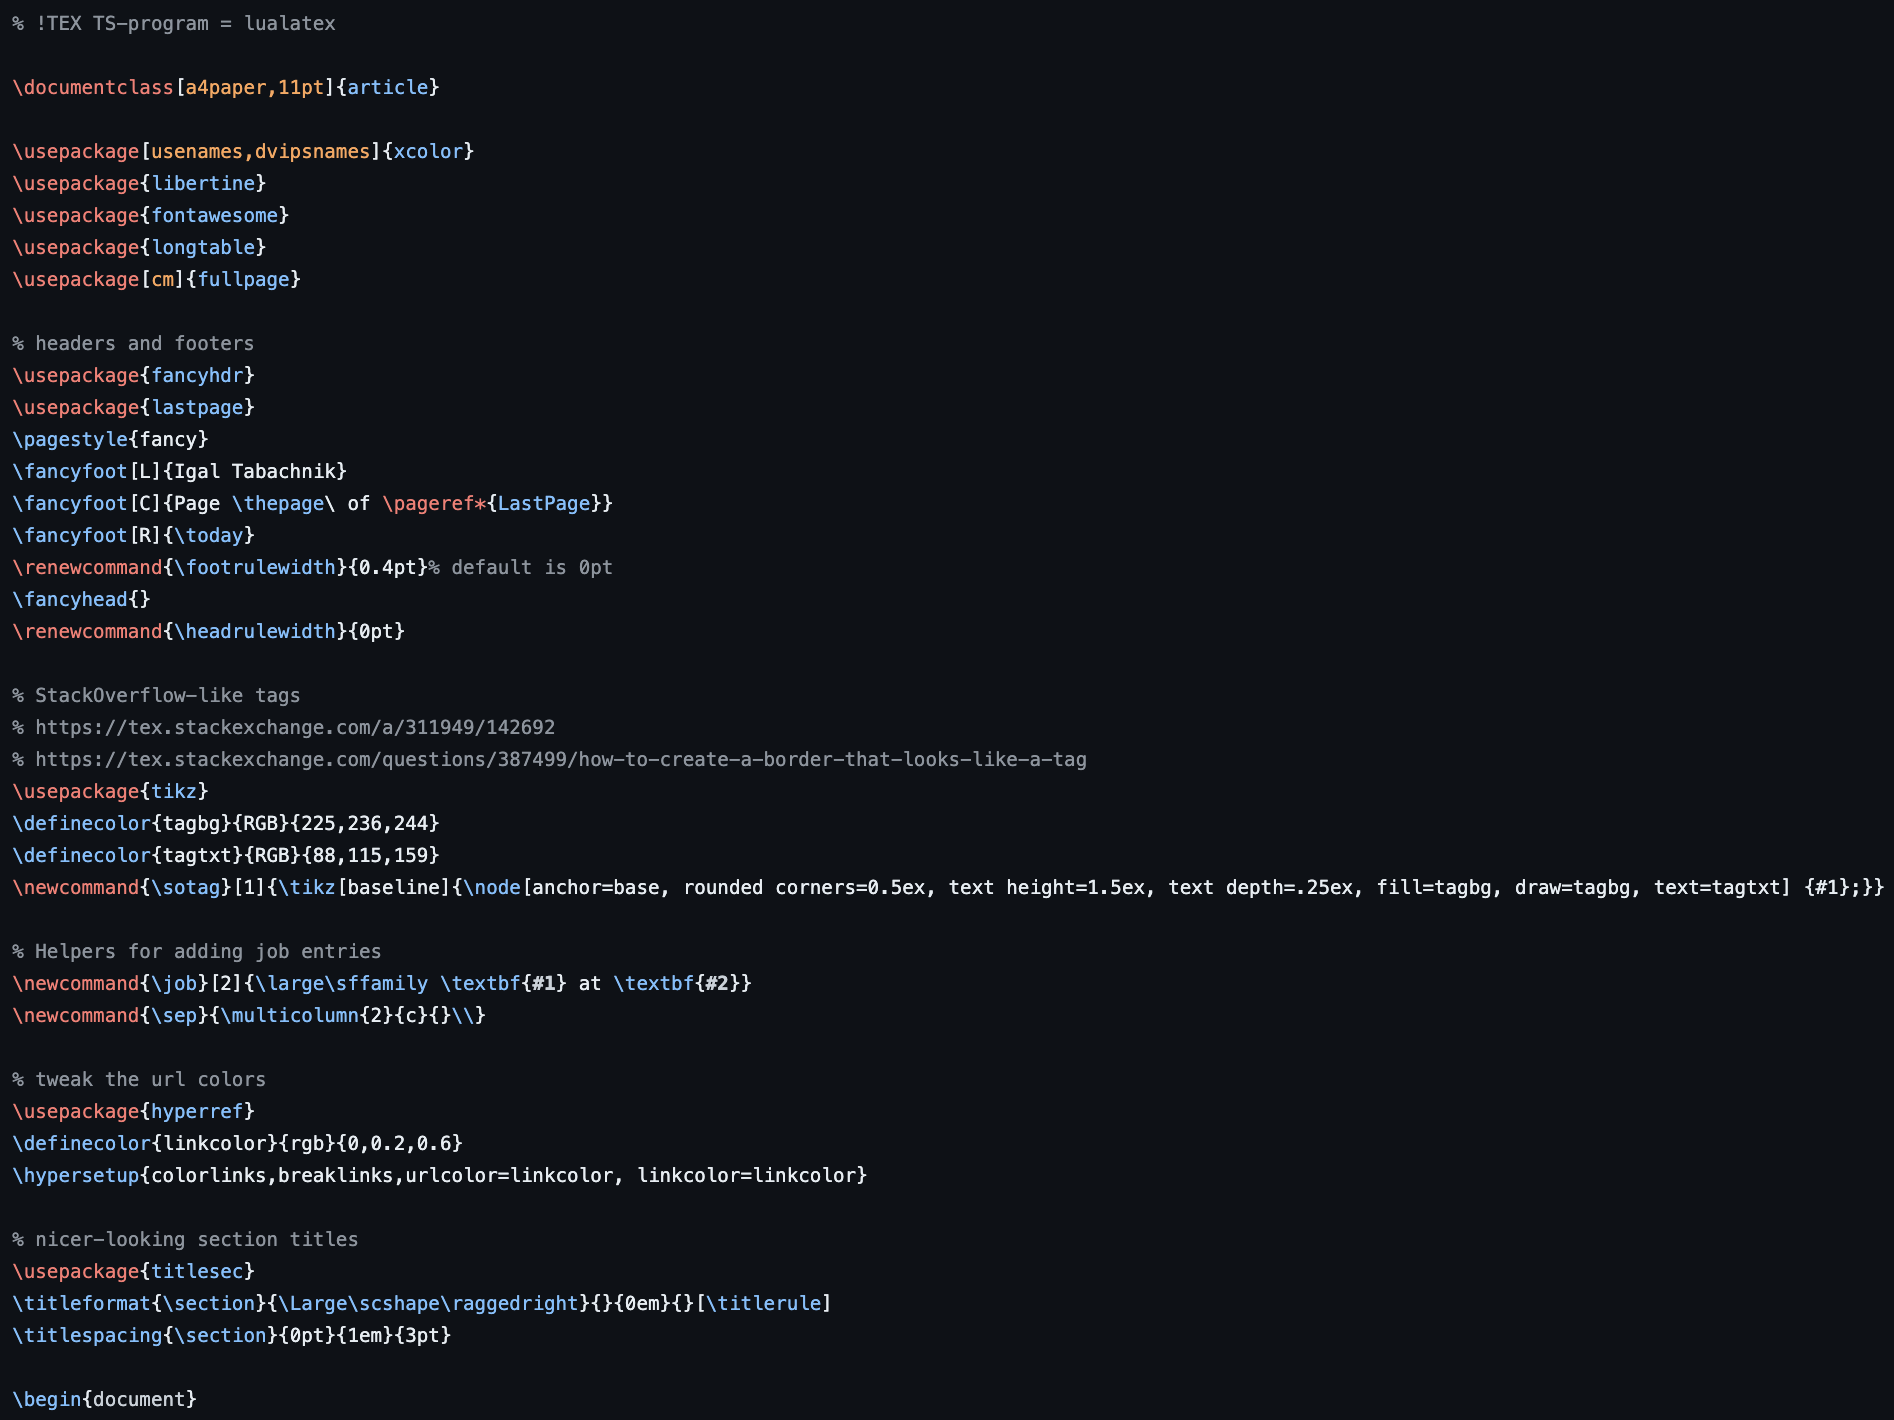 % !TEX TS-program = lualatex
\documentclass[a4paper,11pt]{article}
\usepackage[usenames,dvipsnames]{xcolor}
\usepackage{libertine}
\usepackage{fontawesome}
\usepackage{longtable}
\usepackage[cm]{fullpage}
% headers and footers
\usepackage{fancyhdr}
\usepackage{lastpage}
\pagestyle{fancy}
\fancyfoot[L]{Igal Tabachnik}
\fancyfoot[C]{Page \thepage\ of \pageref*{LastPage}}
\fancyfoot[R]{\today}
\renewcommand{\footrulewidth}{0.4pt}% default is 0pt
\fancyhead{}
\renewcommand{\headrulewidth}{0pt}
% StackOverflow-like tags
% https://tex.stackexchange.com/a/311949/142692
% https://tex.stackexchange.com/questions/387499/how-to-create-a-border-that-looks-like-a-tag
\usepackage{tikz}
\definecolor{tagbg}{RGB}{225,236,244}
\definecolor{tagtxt}{RGB}{88,115,159}
\newcommand{\sotag}[1]{\tikz[baseline]{\node[anchor=base, rounded corners=0.5ex, text height=1.5ex, text depth=.25ex, fill=tagbg, draw=tagbg, text=tagtxt] {#1};}}
% Helpers for adding job entries
\newcommand{\job}[2]{\large\sffamily \textbf{#1} at \textbf{#2}}
\newcommand{\sep}{\multicolumn{2}{c}{}\\}
% tweak the url colors
\usepackage{hyperref}
\definecolor{linkcolor}{rgb}{0,0.2,0.6}
\hypersetup{colorlinks,breaklinks,urlcolor=linkcolor, linkcolor=linkcolor}
% nicer-looking section titles
\usepackage{titlesec}
\titleformat{\section}{\Large\scshape\raggedright}{}{0em}{}[\titlerule]
\titlespacing{\section}{0pt}{1em}{3pt}
\begin{document}